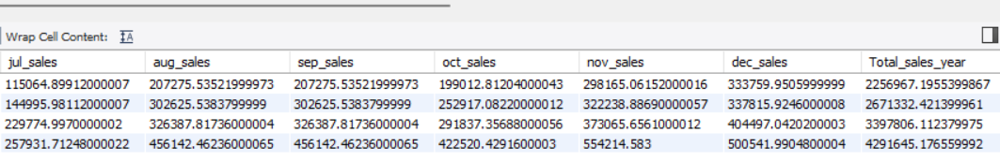 Wrap Cell Content: IA
jul_sales aug_sales sep_sales oct_sales nov_sales dec_sales Total_sales_year
115064.89912000007 207275.53521999973 207275.53521999973 199012.81204000043 298165.06152000016 333759.9505999999 2256967.1955399867
144995.98112000007 302625.5383799999 302625.5383799999 252917.08220000012 322238.88690000057 337815.9246000008 2671332.421399961
229774.9970000002 326387.81736000004 326387.81736000004 291837.35688000056 373065.6561000012 404497.0420200003 3397806.112379975
257931.71248000022 456142.46236000065 456142.46236000065 422520.4291600003 554214.583 500541.9904800004 4291645.176559992